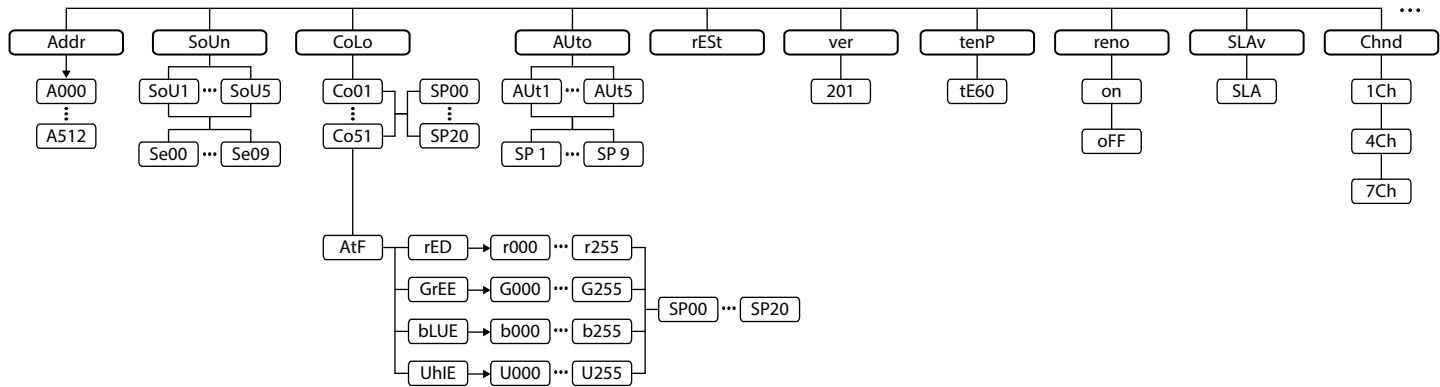 ...
Addr SoUn CoLo AUto rESt ver tenP reno SLAv Chnd
A000 SoU1 ... SoU5 Co01 SP00 AUt1 ... AUt5 201 tE60 on SLA 1Ch
A512 Co51 SP20 oFF 4Ch
Se00 ... Se09 SP 1 ... SP 9
7Ch
AtF rED r000 ... r255
GrEE G000 ... G255
SP00 ... SP20
bLUE b000 ... b255
UhIE U000 ... U255